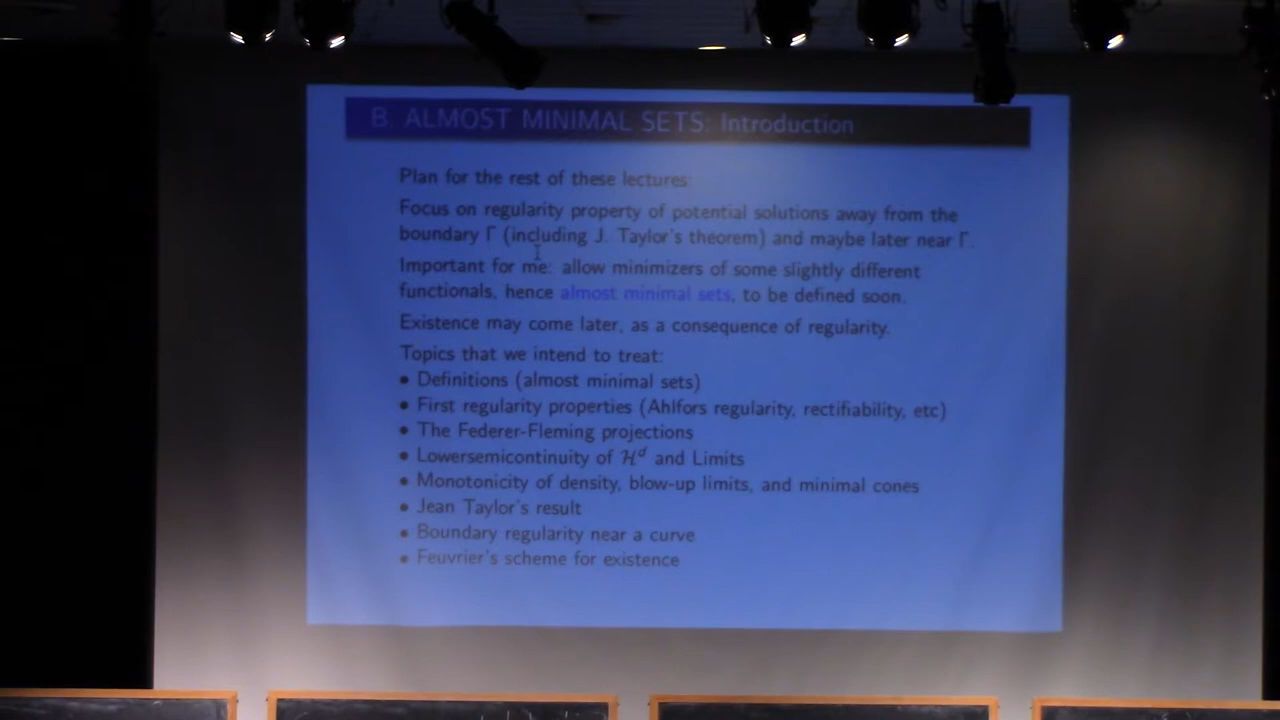 B. ALMOST MINIMAL SETS: Introduction
Plan for the rest of these lectures:
Focus on regularity property of potential solutions away from the
boundary Γ (including J. Taylor's theorem) and maybe later near Γ.
Important for me: allow minimizers of some slightly different
functionals, hence almost minimal sets, to be defined soon.
Existence may come later, as a consequence of regularity.
Topics that we intend to treat:
• Definitions (almost minimal sets)
• First regularity properties (Ahlfors regularity, rectifiability, etc)
• The Federer-Fleming projections
• Lowersemicontinuity of ℋᵈ and Limits
• Monotonicity of density, blow-up limits, and minimal cones
• Jean Taylor's result
• Boundary regularity near a curve
• Feuvrier's scheme for existence